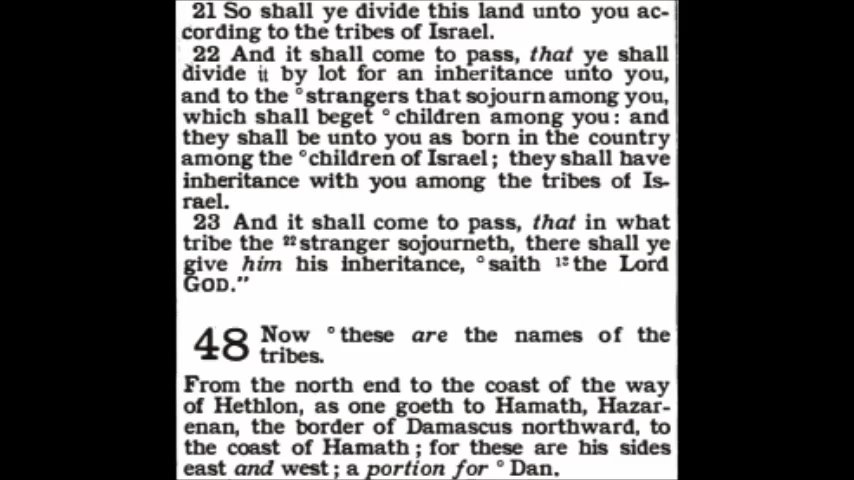 21 So shall ye divide this land unto you ac-
cording to the tribes of Israel.
22 And it shall come to pass, that ye shall
divide it by lot for an inheritance unto you,
and to the °strangers that sojourn among you,
which shall beget °children among you: and
they shall be unto you as born in the country
among the °children of Israel; they shall have
inheritance with you among the tribes of Is-
rael.
23 And it shall come to pass, that in what
tribe the ²²stranger sojourneth, there shall ye
give him his inheritance, °saith ¹³the Lord
GOD."
48 Now °these are the names of the
tribes.
From the north end to the coast of the way
of Hethlon, as one goeth to Hamath, Hazar-
enan, the border of Damascus northward, to
the coast of Hamath; for these are his sides
east and west; a portion for °Dan.